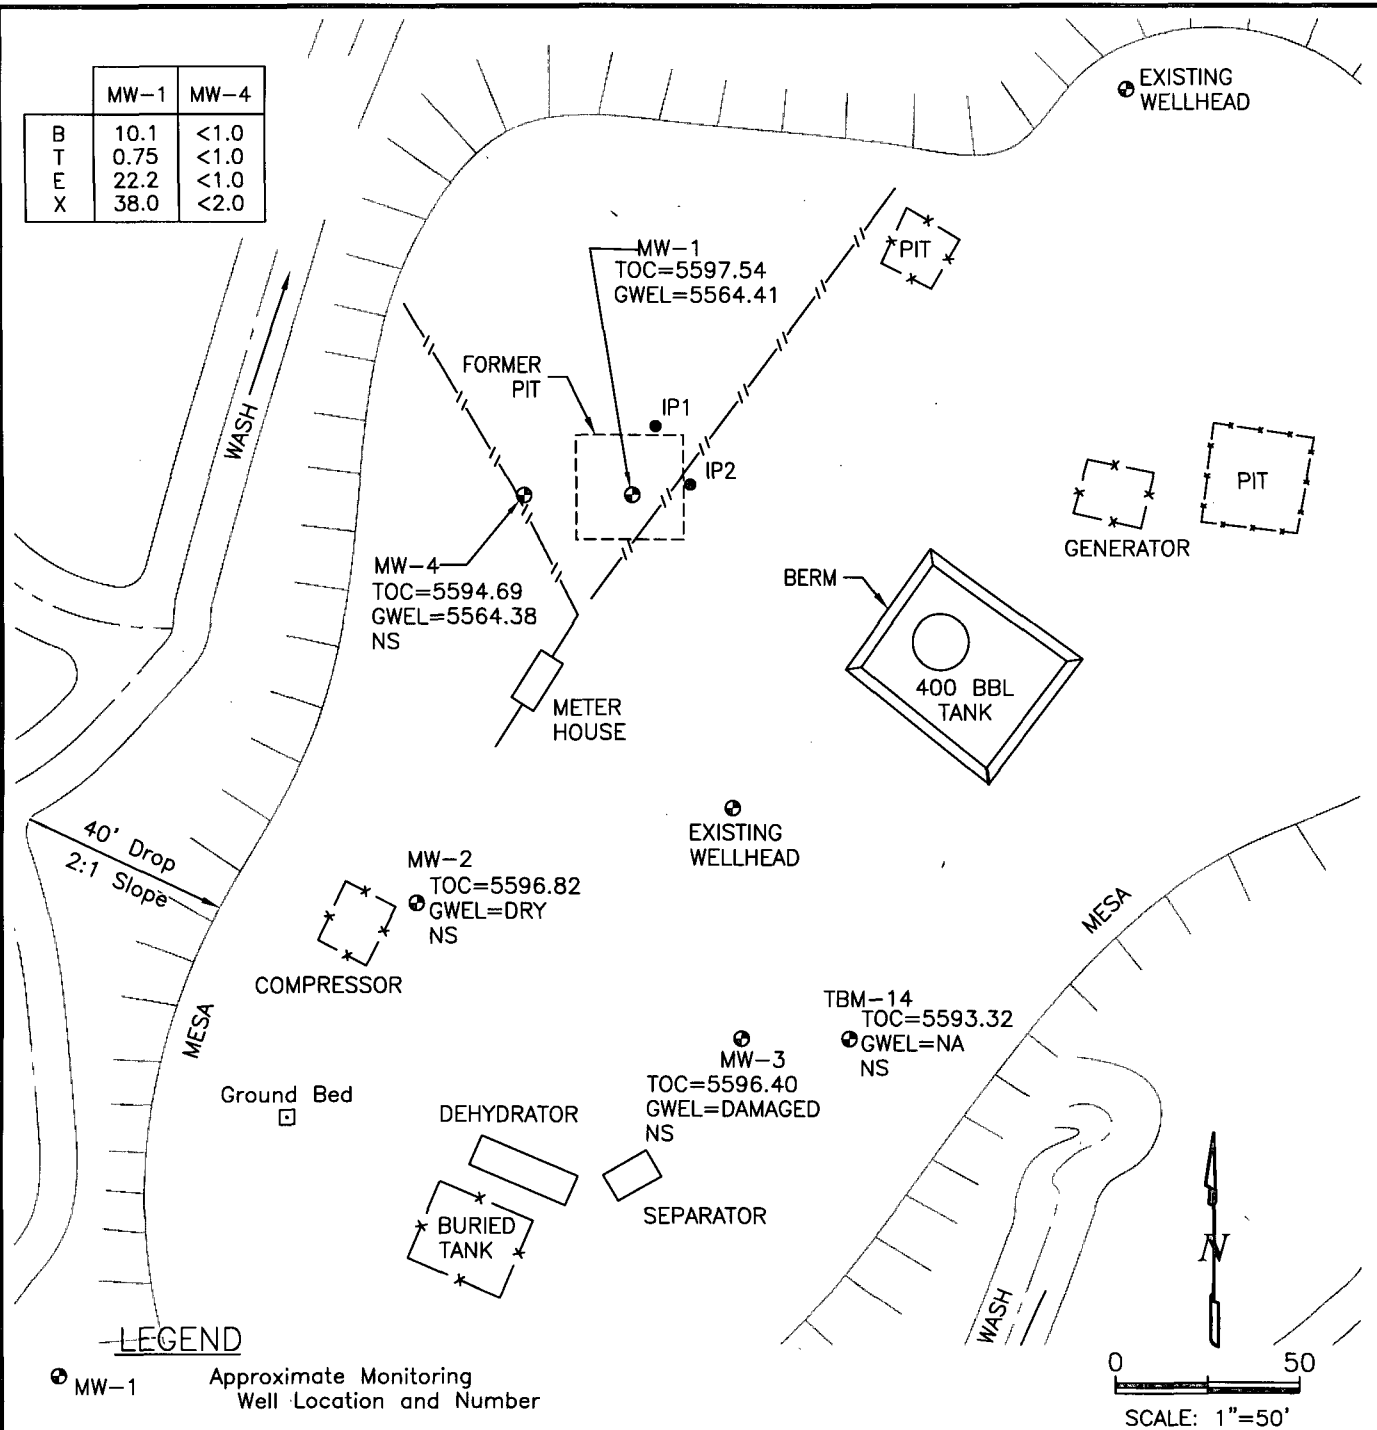 MW-1 MW-4
B 10.1 <1.0
T 0.75 <1.0
E 22.2 <1.0
X 38.0 <2.0
EXISTING
WELLHEAD
PIT
MW-1
TOC=5597.54
GWEL=5564.41
FORMER
PIT
IP1
IP2
WASH
PIT
GENERATOR
MW-4
TOC=5594.69
GWEL=5564.38
NS
BERM
400 BBL
TANK
METER
HOUSE
EXISTING
WELLHEAD
40' Drop
2:1 Slope
MW-2
TOC=5596.82
GWEL=DRY
NS
COMPRESSOR
MESA
MESA
TBM-14
TOC=5593.32
GWEL=NA
NS
MW-3
TOC=5596.40
GWEL=DAMAGED
NS
Ground Bed
DEHYDRATOR
SEPARATOR
BURIED
TANK
WASH
N
LEGEND
MW-1 Approximate Monitoring
Well Location and Number
0 50
SCALE: 1"=50'